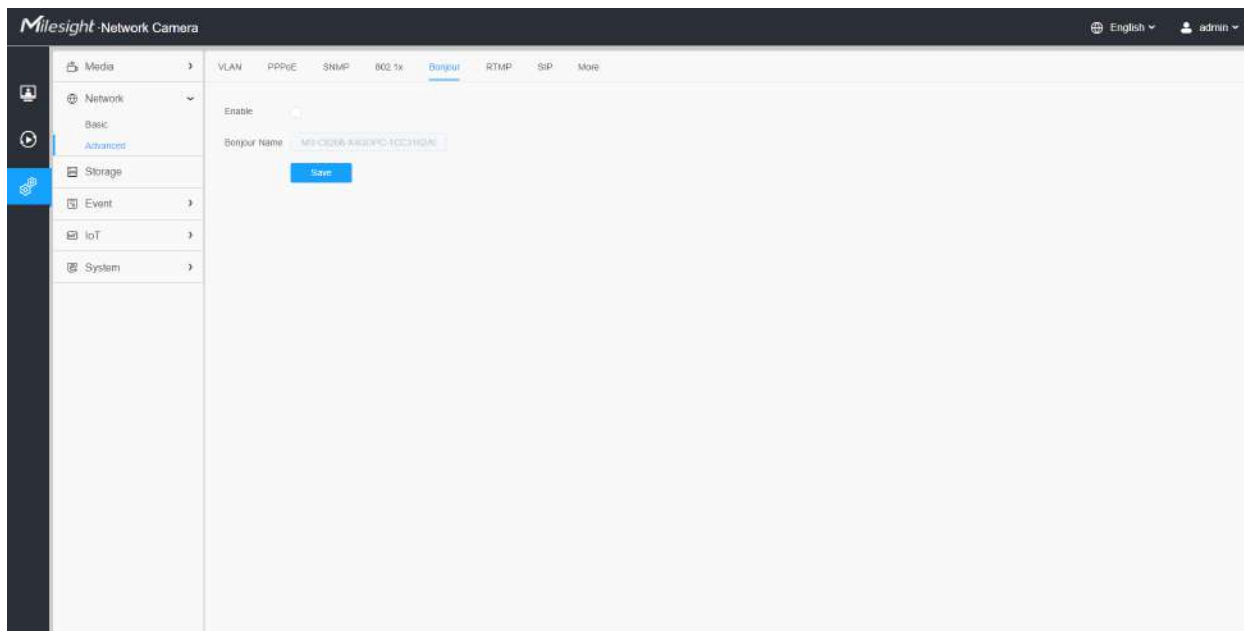 Milesight · Network Camera
English
admin
Media
VLAN PPPoE SNMP 802.1x Bonjour RTMP SIP More
Network
Enable
Basic
Advanced
Bonjour Name
Storage
Save
Event
IoT
System